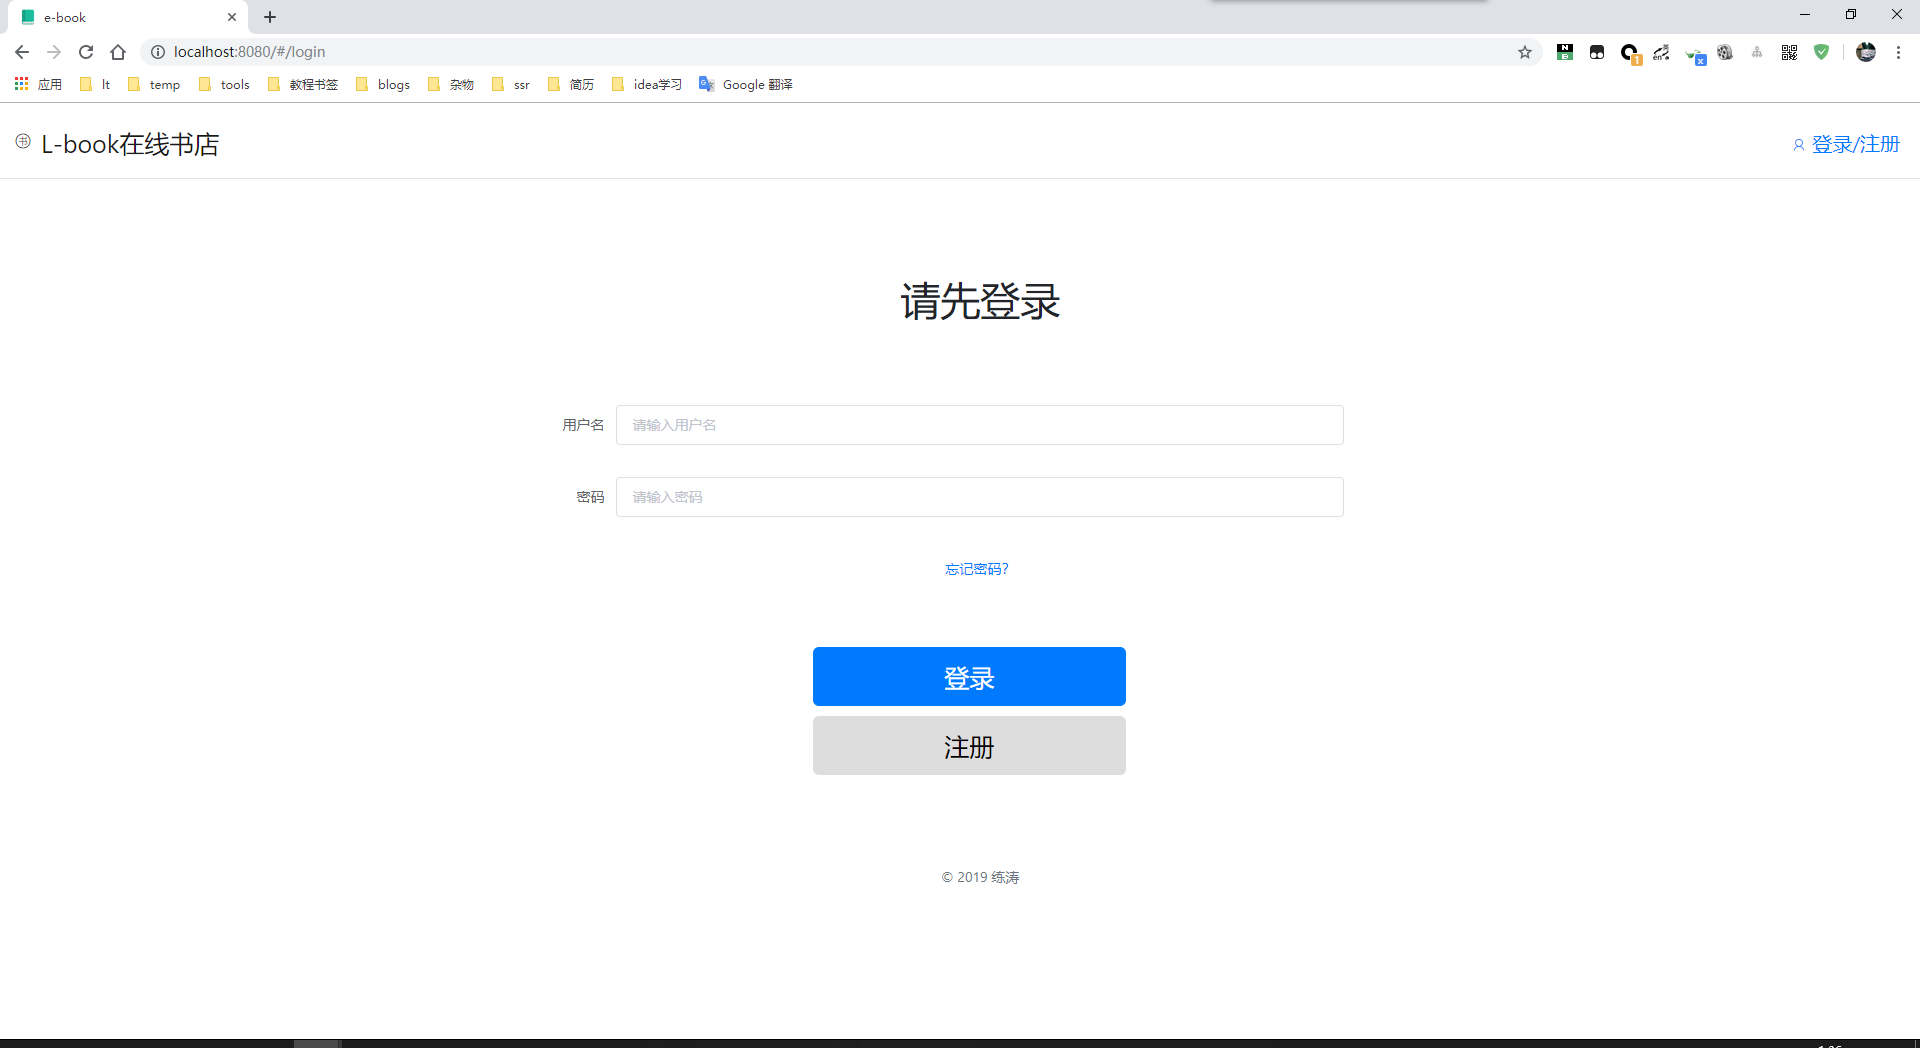 e-book
localhost:8080/#/login
应用 lt temp tools 教程书签 blogs 杂物 ssr 简历 idea学习 Google 翻译
L-book在线书店 登录/注册
请先登录
用户名 请输入用户名
密码 请输入密码
忘记密码?
登录
注册
© 2019 练涛